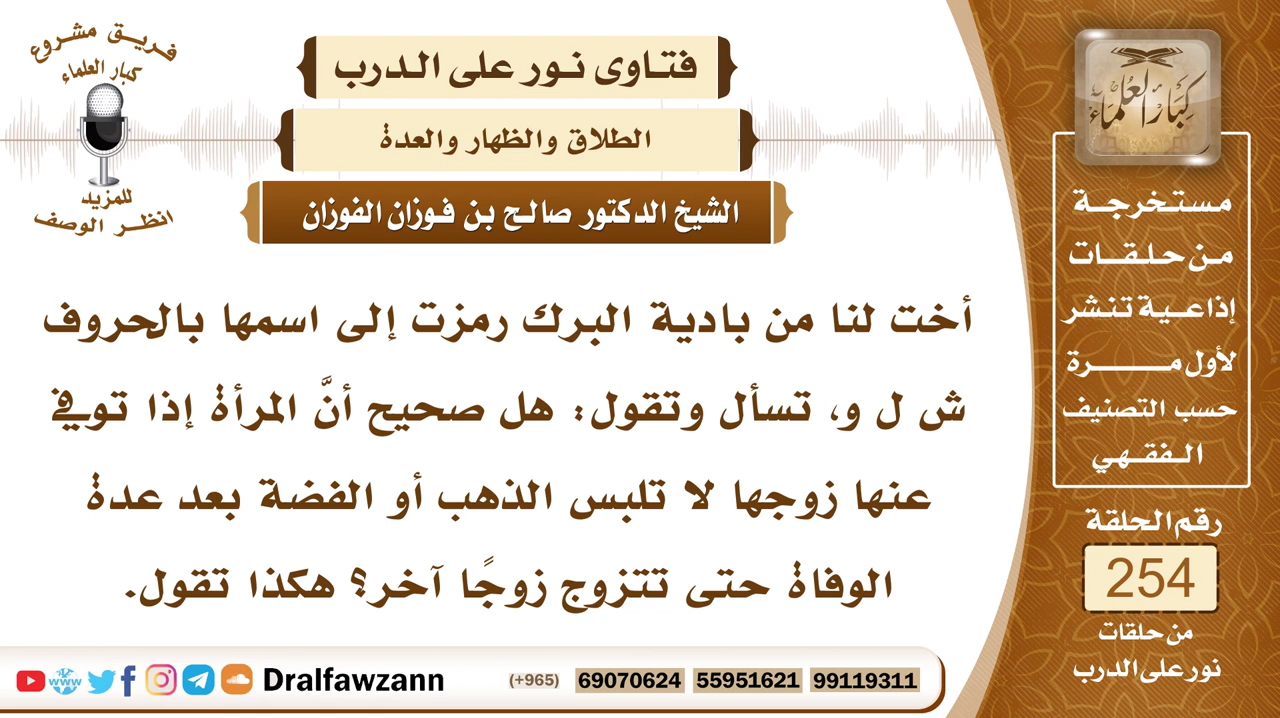 فريق مشروع
كبار العلماء
للمزيد
انظر الوصف
فتاوى نور على الدرب
الطلاق والظهار والعدة
الشيخ الدكتور صالح بن فوزان الفوزان
أخت لنا من بادية البرك رمزت إلى اسمها بالحروف
ش ل و، تسأل وتقول: هل صحيح أنَّ المرأة إذا توفي
عنها زوجها لا تلبس الذهب أو الفضة بعد عدة
الوفاة حتى تتزوج زوجًا آخر؟ هكذا تقول.
كبار العلماء
مستخرجة
من حلقات
إذاعية تنشر
لأول مرة
حسب التصنيف
الفقهي
رقم الحلقة
254
من حلقات
نور على الدرب
www Dralfawzann (+965) 69070624 55951621 99119311